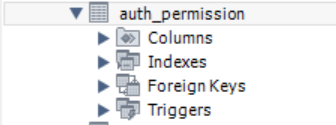 auth_permission
Columns
Indexes
Foreign Keys
Triggers